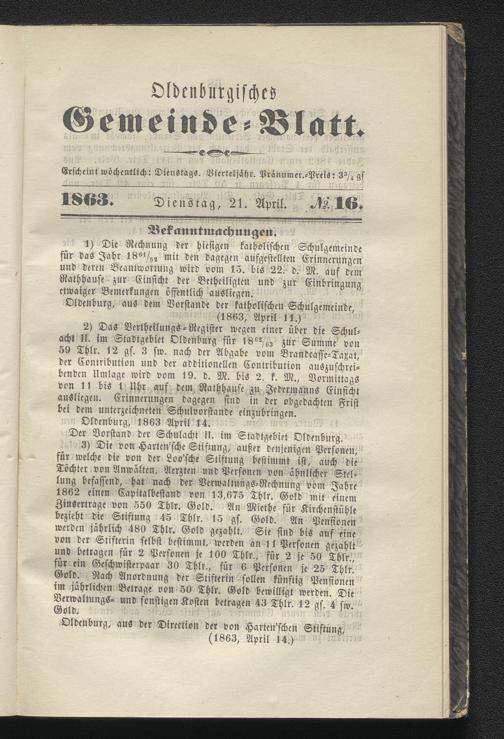 Oldenburgisches
Gemeinde-Blatt.
Erscheint wöchentlich: Dienstags. Vierteljähr. Pränumer.-Preis: 3¾ gſ
1863. Dienstag, 21. April. № 16.
Bekanntmachungen.
1) Die Rechnung der hiesigen katholischen Schulgemeinde
für das Jahr 18⁶¹/₆₂ mit den dagegen aufgestellten Erinnerungen
und deren Beantwornung wird vom 15. bis 22. d. M. auf dem
Rathhause zur Einsicht der Betheiligten und zur Einbringung
etwaiger Bemerkungen öffentlich ausliegen.
Oldenburg, aus dem Vorstande der katholischen Schulgemeinde,
(1863, April 11.)
2) Das Vertheilungs-Register wegen einer über die Schul-
acht II. im Stadtgebiet Oldenburg für 18⁶²/₆₃ zur Summe von
59 Thlr. 12 gs. 3 sw. nach der Abgabe vom Brandcasse-Taxat,
der Contribution und der additionellen Contribution auszuschrei-
benden Umlage wird vom 19. d. M. bis 2. k. M., Vormittags
von 11 bis 1 Uhr auf dem Rathhause zu Jedermanns Einsicht
ausliegen. Erinnerungen dagegen sind in der obgedachten Frist
bei dem unterzeichneten Schulvorstande einzubringen.
Oldenburg, 1863 April 14.
Der Vorstand der Schulacht II. im Stadtgebiet Oldenburg.
3) Die von Harten'sche Stiftung, außer denjenigen Personen,
für welche die von der Loo'sche Stiftung bestimmt ist, auch die
Töchter von Anwälten, Aerzten und Personen von ähnlicher Stel-
lung befassend, hat nach der Verwaltungs-Rechnung vom Jahre
1862 einen Capitalbestand von 13,675 Thlr. Gold mit einem
Zinsertrage von 550 Thlr. Gold. An Miethe für Kirchenstühle
bezieht die Stiftung 45 Thlr. 15 gs. Gold. An Pensionen
werden jährlich 480 Thlr. Gold gezahlt. Sie sind bis auf eine
von der Stifterin selbst bestimmt, werden an 11 Personen gezahlt
und betragen für 2 Personen je 100 Thlr., für 2 je 50 Thlr.,
für ein Geschwisterpaar 30 Thlr., für 6 Personen je 25 Thlr.
Gold. Nach Anordnung der Stifterin sollen künftig Pensionen
im jährlichen Betrage von 50 Thlr. Gold bewilligt werden. Die
Verwaltungs- und sonstigen Kosten betragen 43 Thlr. 12 gs. 4 sw.
Gold.
Oldenburg, aus der Direction der von Harten'schen Stiftung,
(1863, April 14.)